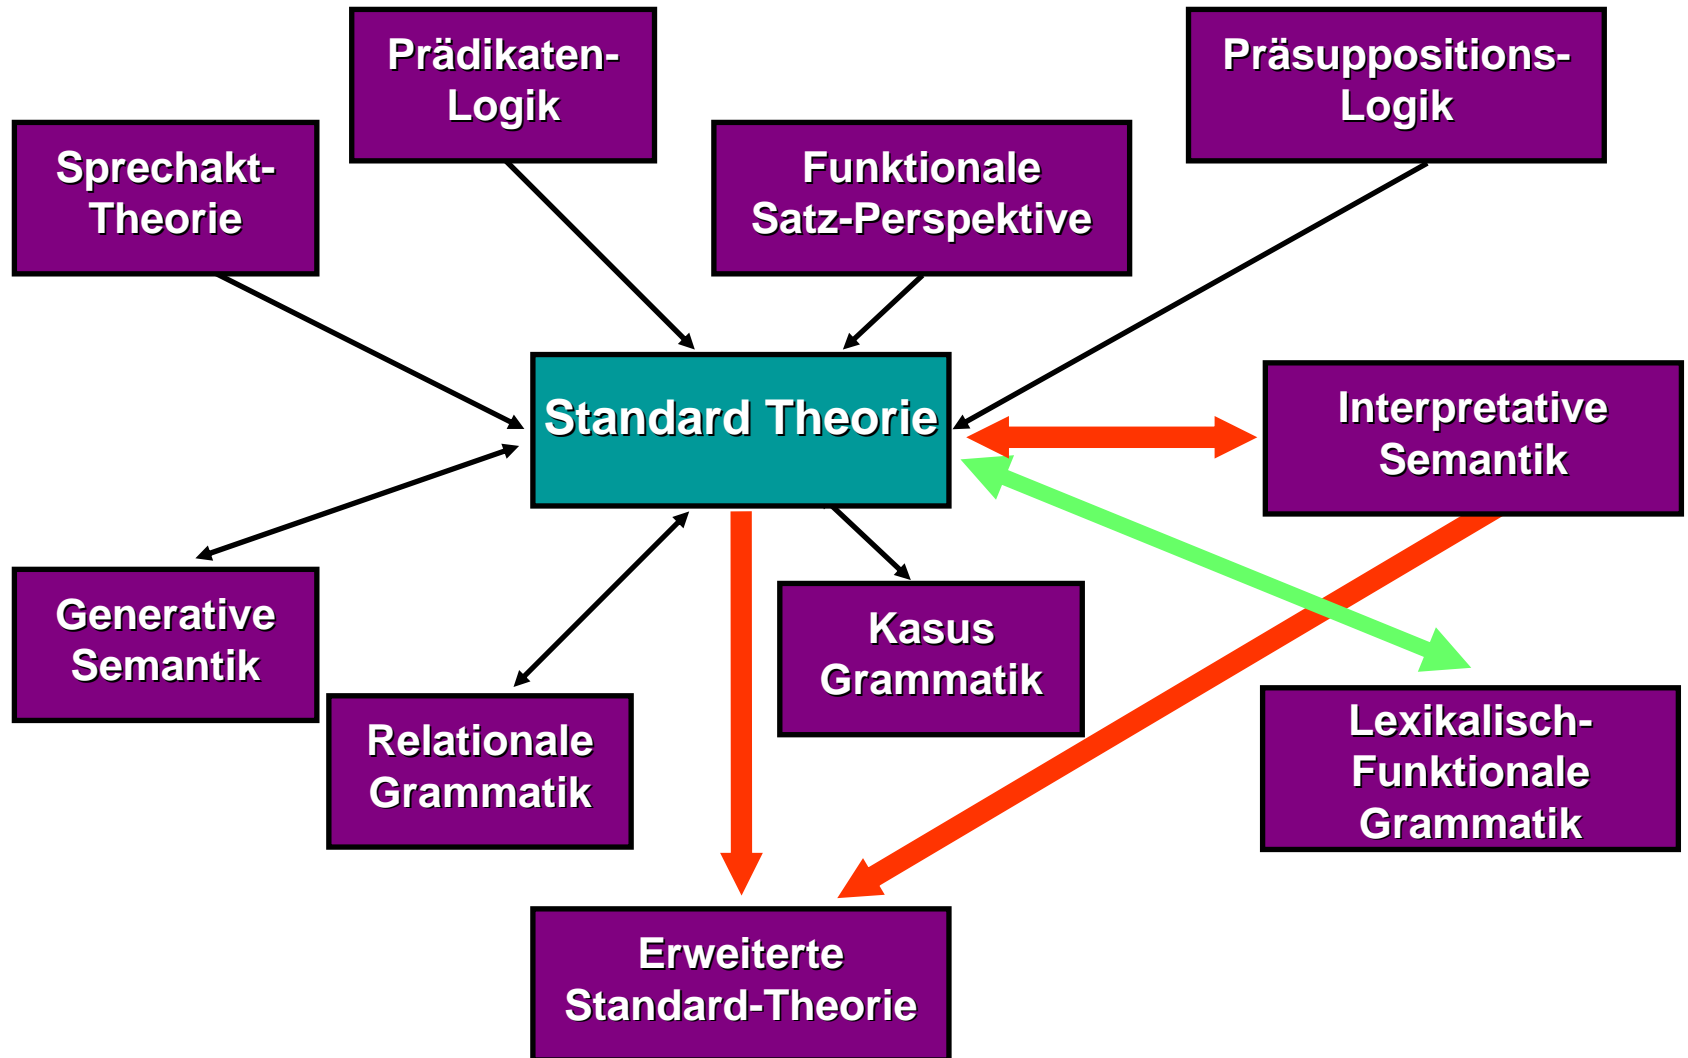 Prädikaten-
Logik
Präsuppositions-
Logik
Sprechakt-
Theorie
Funktionale
Satz-Perspektive
Standard Theorie
Interpretative
Semantik
Generative
Semantik
Kasus
Grammatik
Relationale
Grammatik
Lexikalisch-
Funktionale
Grammatik
Erweiterte
Standard-Theorie